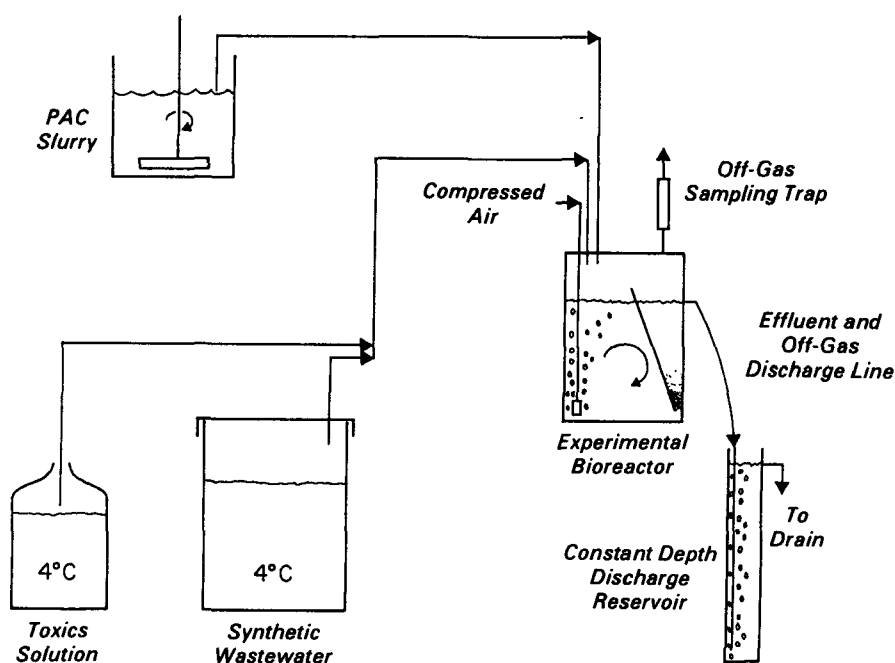 PAC
Slurry
Compressed
Air
Off-Gas
Sampling Trap
Effluent and
Off-Gas
Discharge Line
Experimental
Bioreactor
To
Drain
Constant Depth
Discharge
Reservoir
4°C
4°C
Toxics
Solution
Synthetic
Wastewater